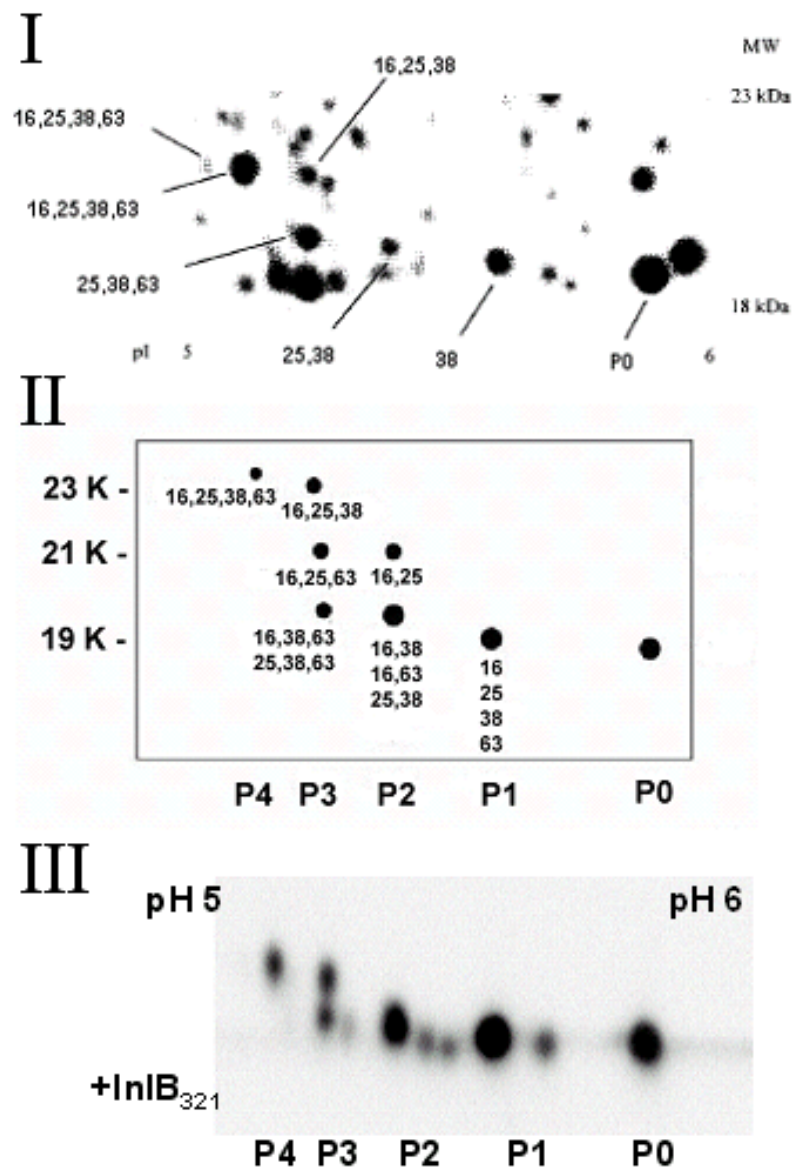 I
16,25,38
MW
23 kDa
16,25,38,63
16,25,38,63
25,38,63
18 kDa
pI 5 25,38 38 P0 6
II
23 K -
16,25,38,63
16,25,38
21 K -
16,25,63 16,25
19 K -
16,38,63
25,38,63
16,38
16,63
25,38
16
25
38
63
P4 P3 P2 P1 P0
III
pH 5 pH 6
+InlB321
P4 P3 P2 P1 P0